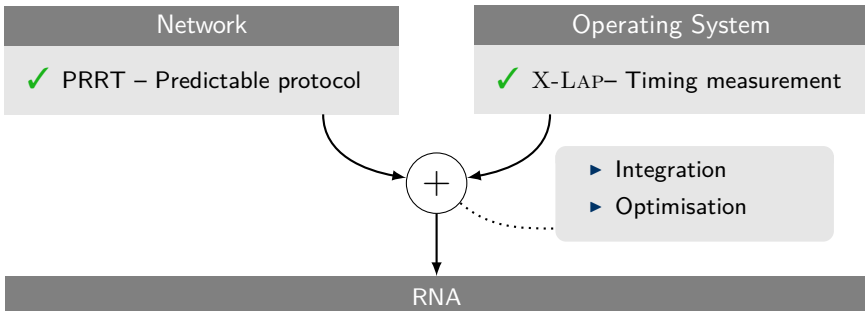 Network
✓ PRRT – Predictable protocol
Operating System
✓ X-LAP– Timing measurement
+
▶ Integration
▶ Optimisation
RNA